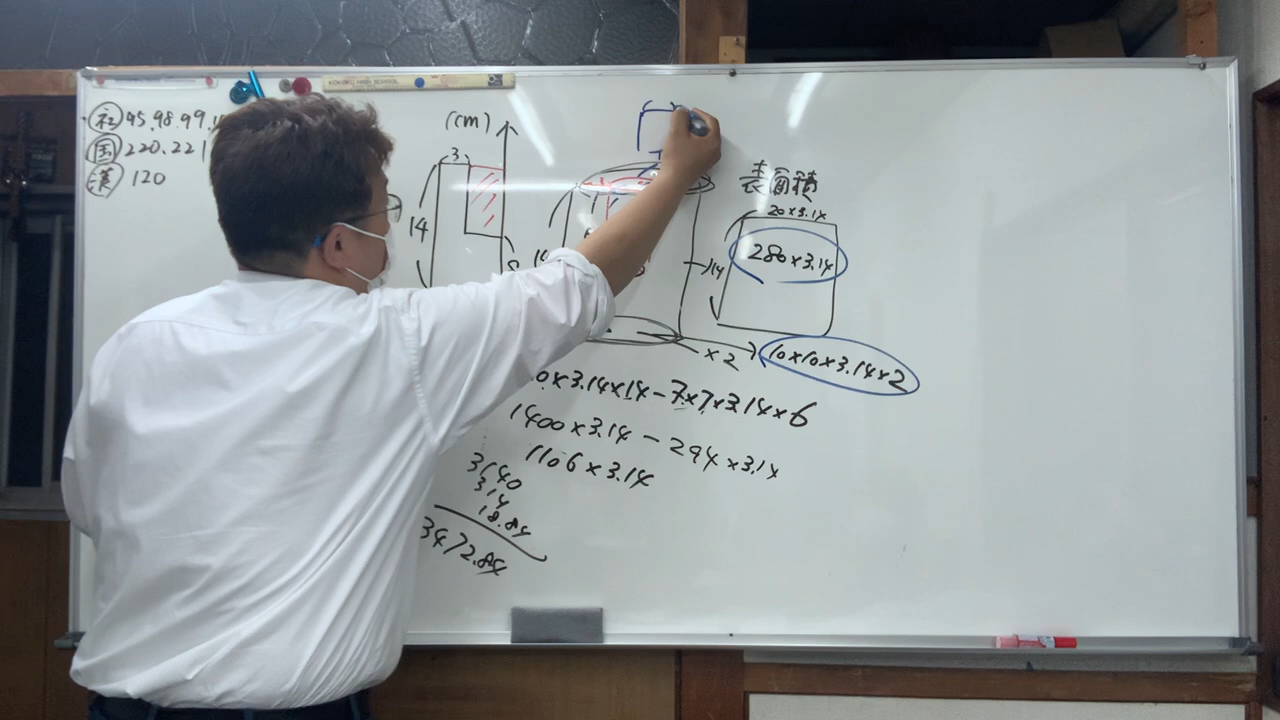 社 95.98.99.1
国 220.221
漢 120
KOKUBU HIGH SCHOOL
(cm)
3
14
8
表面積
20×3.14
280×3.14
14
×2
10×10×3.14×2
0×3.14×14-7×7×3.14×6
1400×3.14-294×3.14
1106×3.14
3140
314
18.84
3472.84